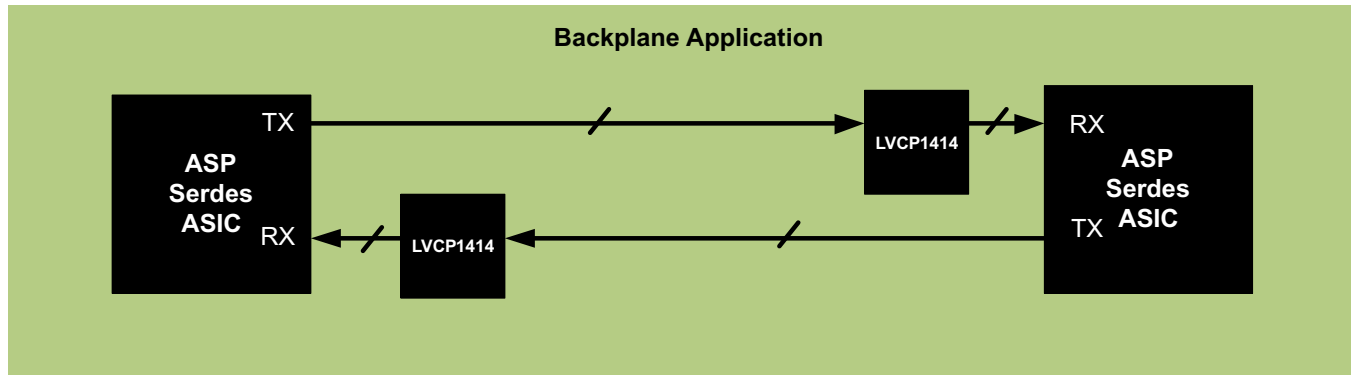 Backplane Application
TX
LVCP1414
RX
ASP
Serdes
ASIC
ASP
Serdes
ASIC
RX
LVCP1414
TX